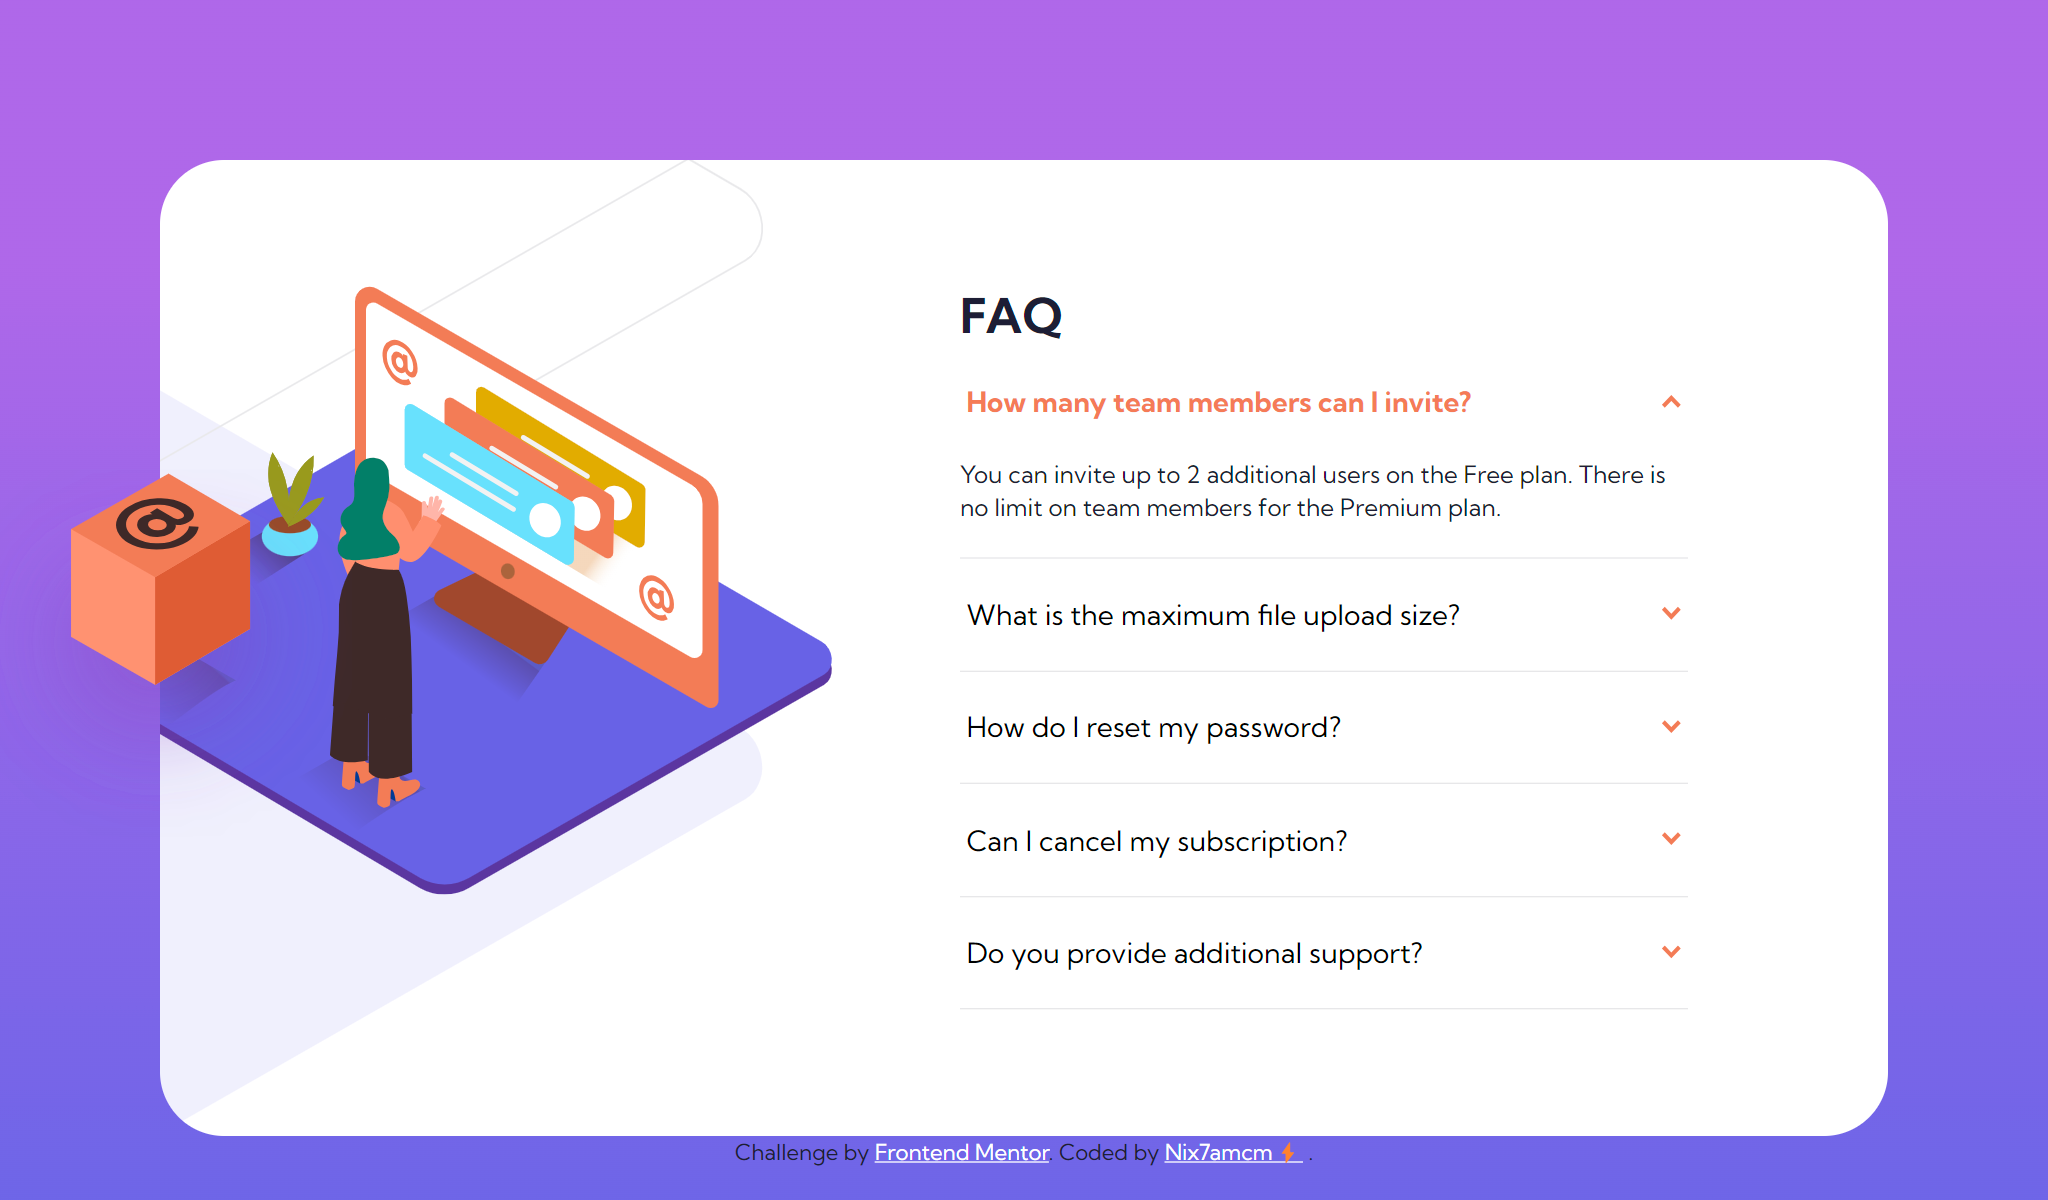 FAQ
How many team members can I invite?
You can invite up to 2 additional users on the Free plan. There is
no limit on team members for the Premium plan.
What is the maximum file upload size?
How do I reset my password?
Can I cancel my subscription?
Do you provide additional support?
@
@
@
Challenge by Frontend Mentor. Coded by Nix7amcm ⚡ .